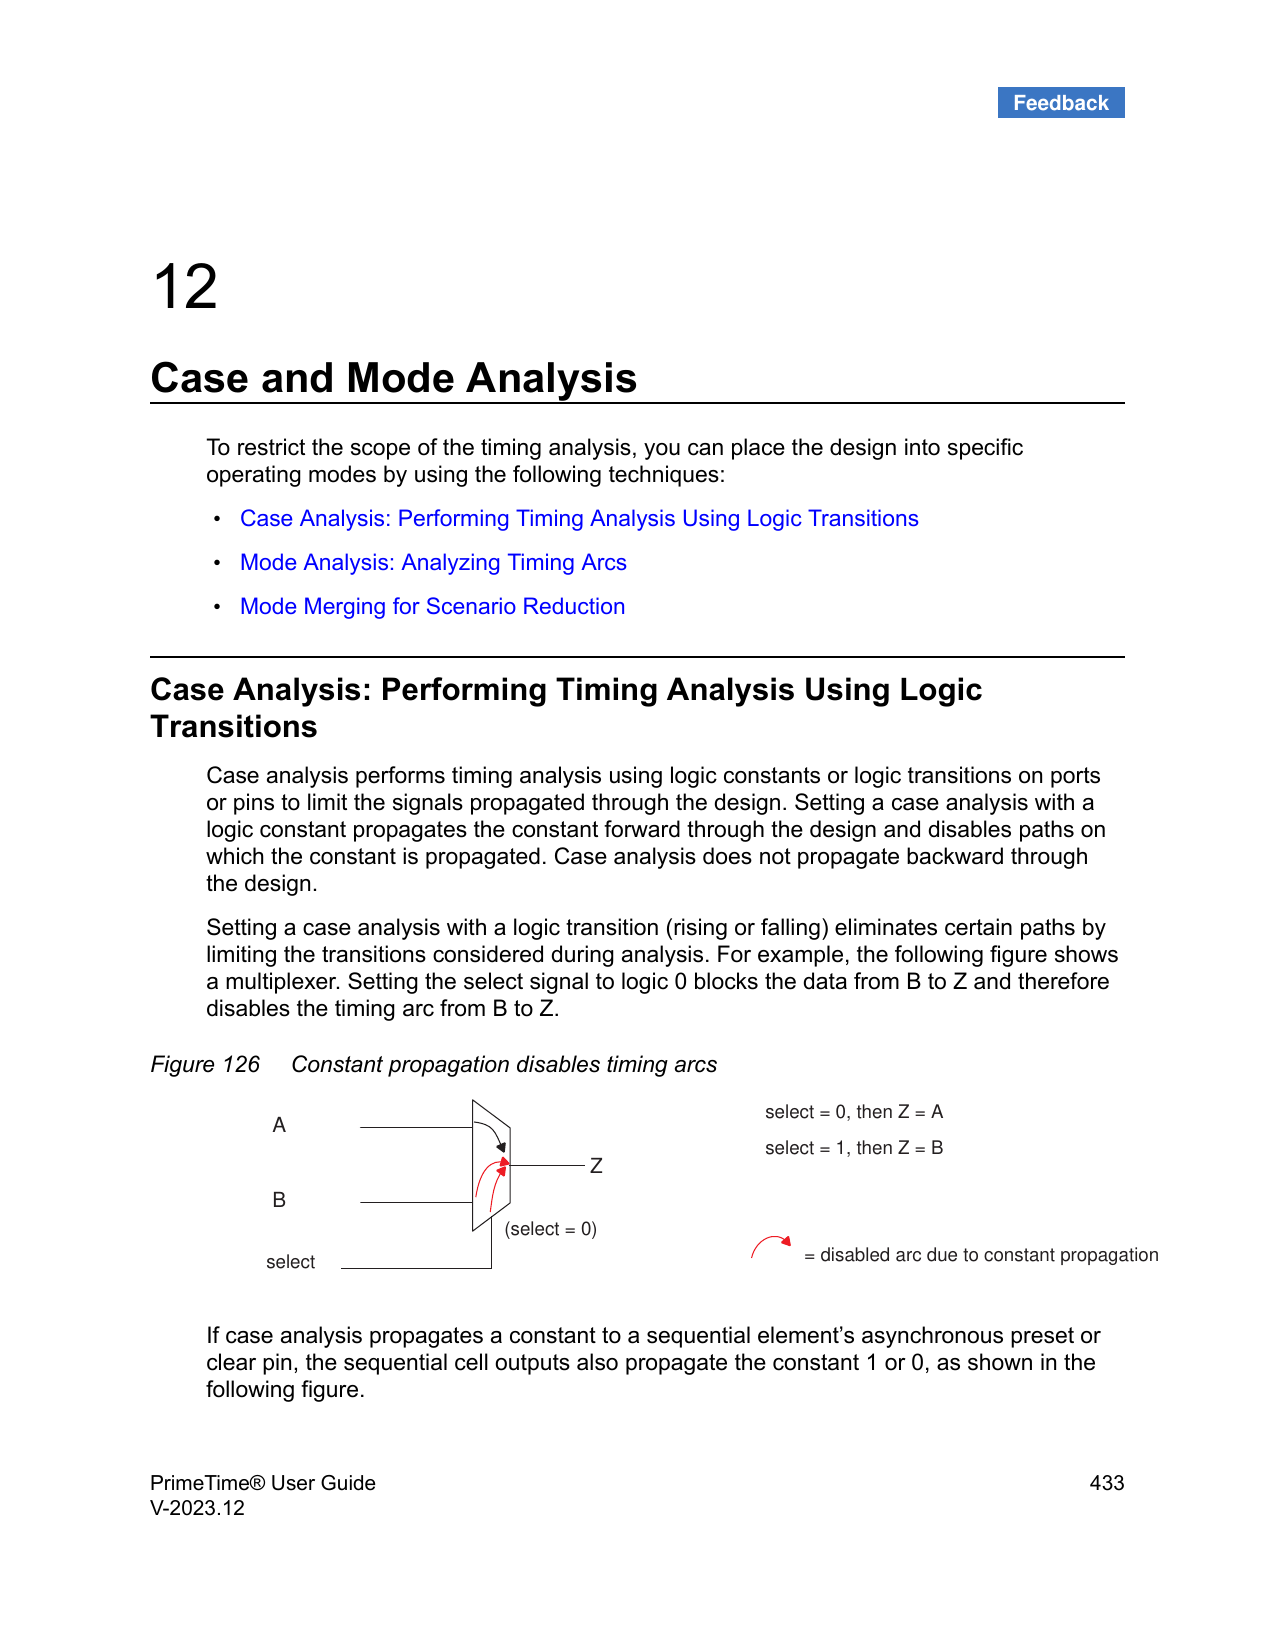 Feedback
12
Case and Mode Analysis
To restrict the scope of the timing analysis, you can place the design into specific
operating modes by using the following techniques:
• Case Analysis: Performing Timing Analysis Using Logic Transitions
• Mode Analysis: Analyzing Timing Arcs
• Mode Merging for Scenario Reduction
Case Analysis: Performing Timing Analysis Using Logic
Transitions
Case analysis performs timing analysis using logic constants or logic transitions on ports
or pins to limit the signals propagated through the design. Setting a case analysis with a
logic constant propagates the constant forward through the design and disables paths on
which the constant is propagated. Case analysis does not propagate backward through
the design.
Setting a case analysis with a logic transition (rising or falling) eliminates certain paths by
limiting the transitions considered during analysis. For example, the following figure shows
a multiplexer. Setting the select signal to logic 0 blocks the data from B to Z and therefore
disables the timing arc from B to Z.
Figure 126 Constant propagation disables timing arcs
A
B
select
Z
(select = 0)
select = 0, then Z = A
select = 1, then Z = B
= disabled arc due to constant propagation
If case analysis propagates a constant to a sequential element’s asynchronous preset or
clear pin, the sequential cell outputs also propagate the constant 1 or 0, as shown in the
following figure.
PrimeTime® User Guide 433
V-2023.12